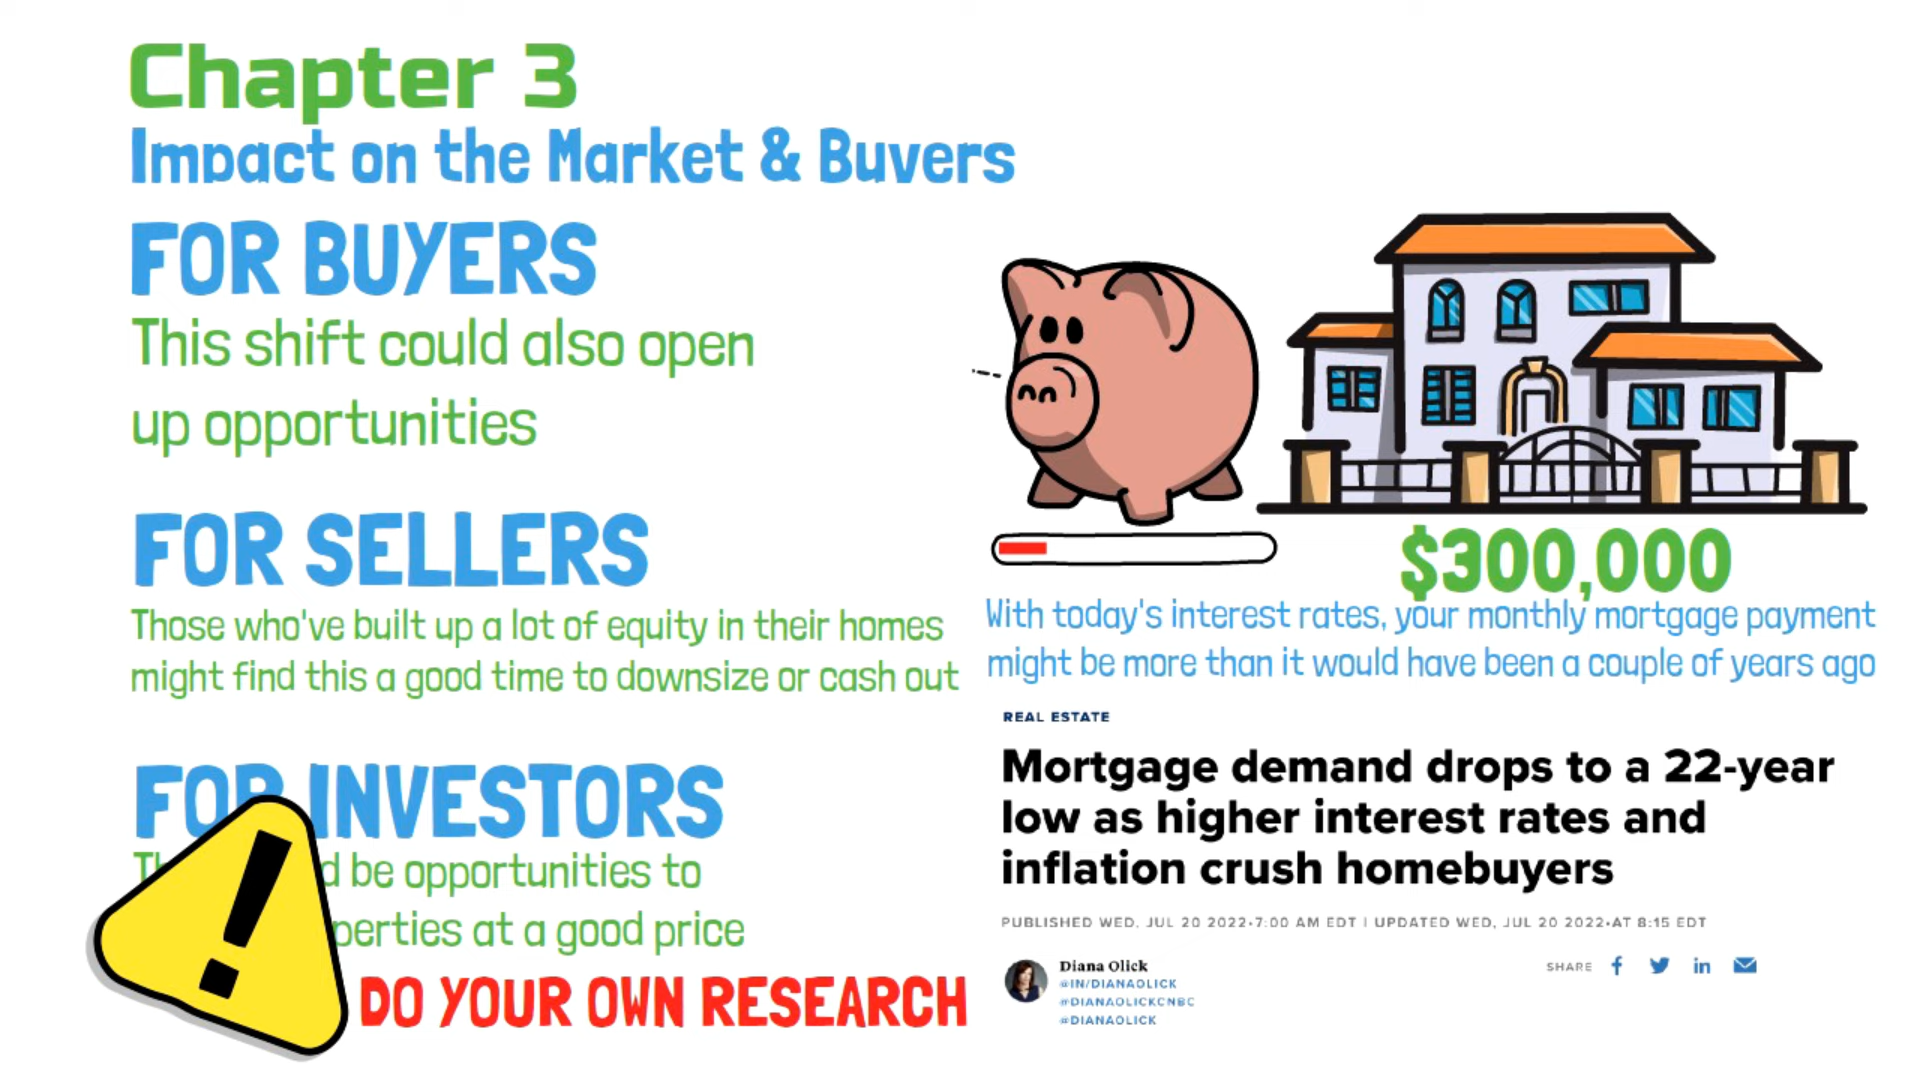 Chapter 3
Impact on the Market & Buyers
FOR BUYERS
This shift could also open
up opportunities
FOR SELLERS
Those who've built up a lot of equity in their homes
might find this a good time to downsize or cash out
FOR INVESTORS
be opportunities to
at a good price
DO YOUR OWN RESEARCH
$300,000
With today's interest rates, your monthly mortgage payment
might be more than it would have been a couple of years ago
REAL ESTATE
Mortgage demand drops to a 22-year
low as higher interest rates and
inflation crush homebuyers
PUBLISHED WED, JUL 20 2022•7:00 AM EDT | UPDATED WED, JUL 20 2022•AT 8:15 EDT
Diana Olick
@IN/DIANAOLICK
@DIANAOLICKCNBC
@DIANAOLICK
SHARE